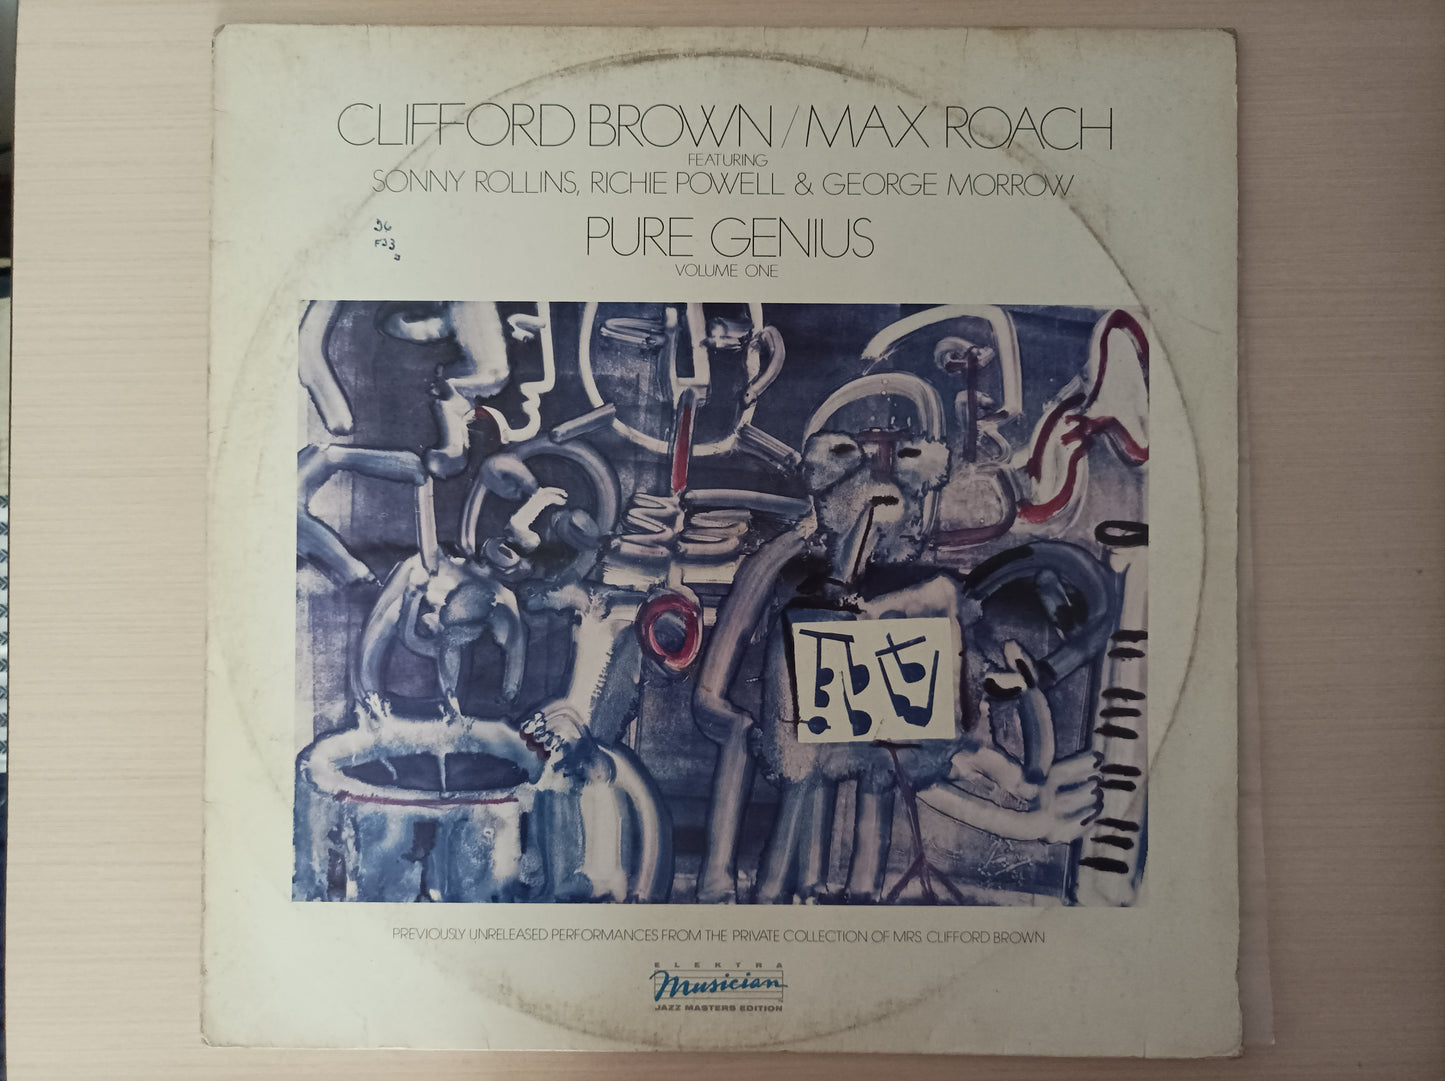 CLIFFORD BROWN / MAX ROACH
FEATURING
SONNY ROLLINS, RICHIE POWELL & GEORGE MORROW
PURE GENIUS
VOLUME ONE
PREVIOUSLY UNRELEASED PERFORMANCES FROM THE PRIVATE COLLECTION OF MRS. CLIFFORD BROWN
ELEKTRA
Musician
JAZZ MASTERS EDITION